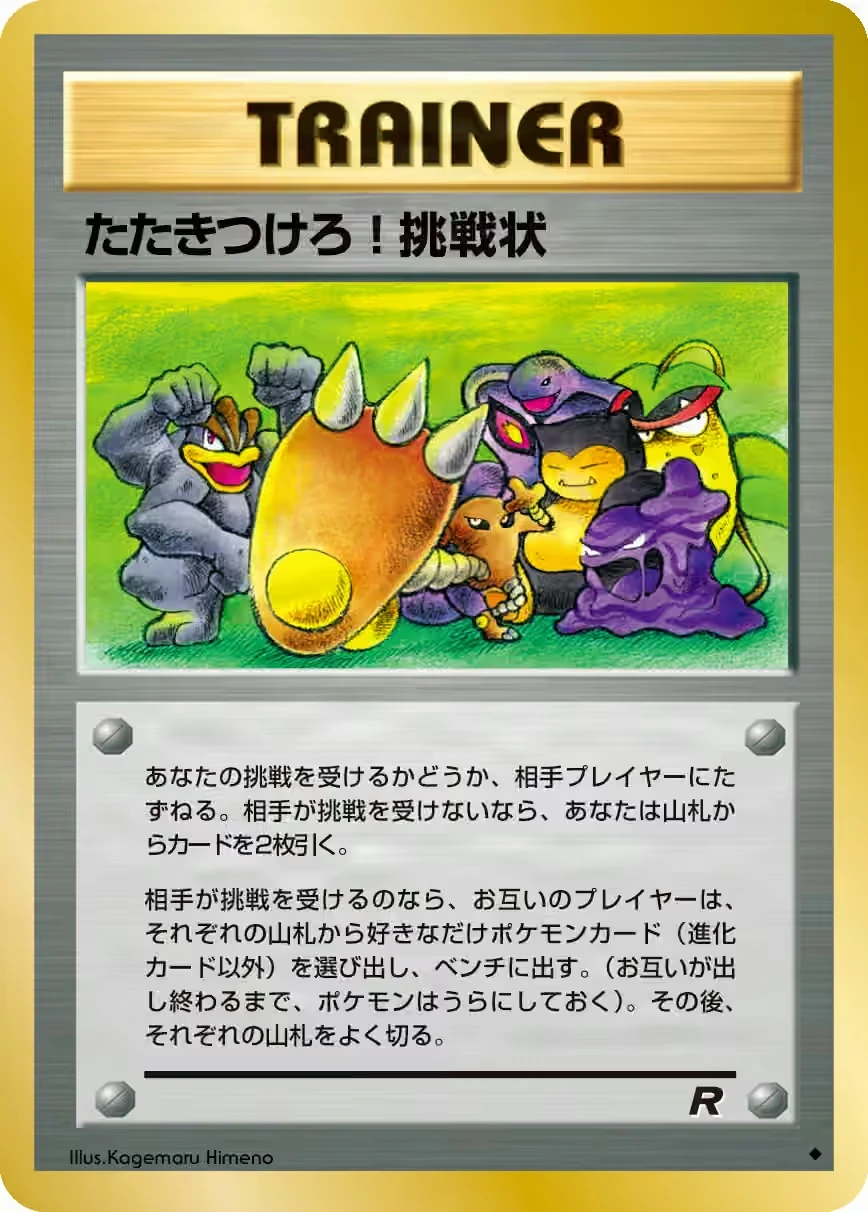 TRAINER
たたきつけろ！挑戦状
あなたの挑戦を受けるかどうか、相手プレイヤーにた
ずねる。相手が挑戦を受けないなら、あなたは山札か
らカードを2枚引く。
相手が挑戦を受けるのなら、お互いのプレイヤーは、
それぞれの山札から好きなだけポケモンカード（進化
カード以外）を選び出し、ベンチに出す。（お互いが出
し終わるまで、ポケモンはうらにしておく）。その後、
それぞれの山札をよく切る。
R
Illus.Kagemaru Himeno